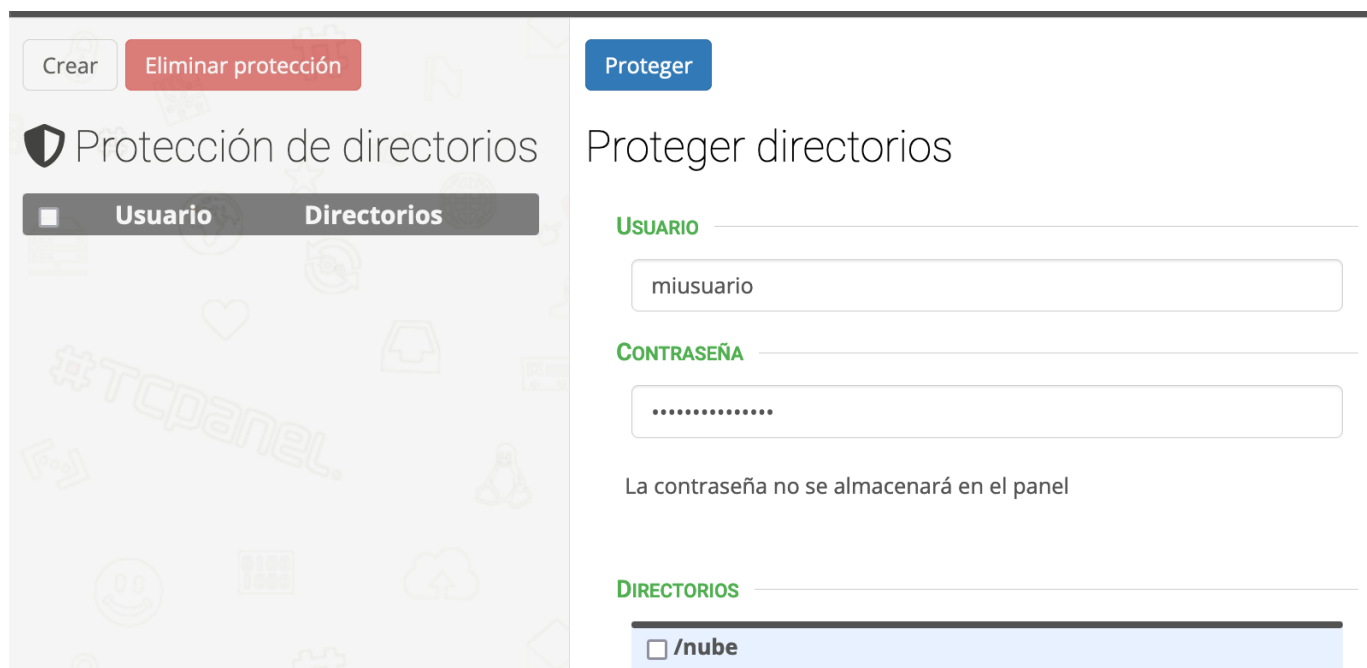 Crear Eliminar protección
Protección de directorios
Usuario Directorios
#TCpanel.
Proteger
Proteger directorios
USUARIO
miusuario
CONTRASEÑA
•••••••••••••••
La contraseña no se almacenará en el panel
DIRECTORIOS
/nube